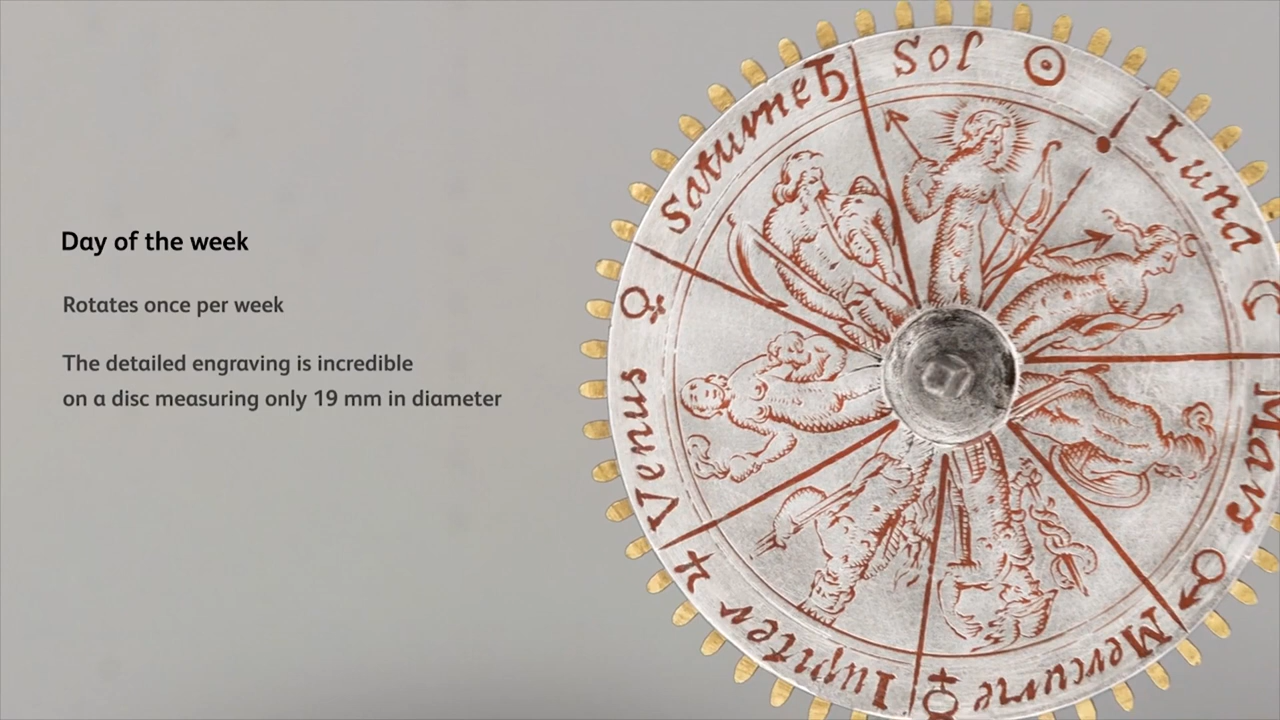 Day of the week
Rotates once per week
The detailed engraving is incredible
on a disc measuring only 19 mm in diameter
Sol ☉
Luna ☾
Mars ♂
Mercurne ☿
Iupiter ♃
Venus ♀
Saturne ♄